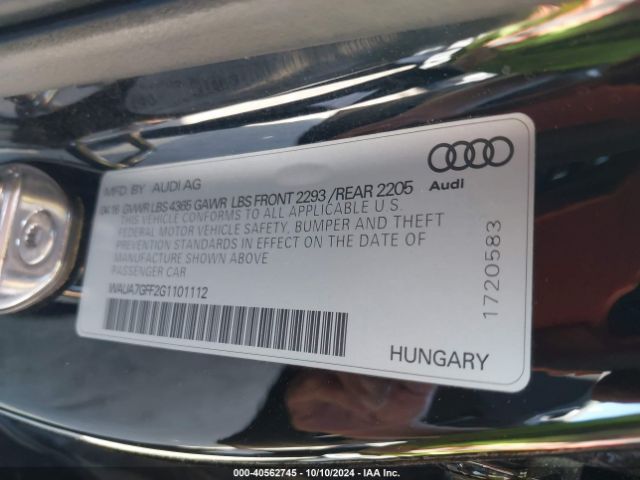 MFD. BY AUDI AG
04.16 GVWR LBS 4365 GAWR LBS FRONT 2293 /REAR 2205
THIS VEHICLE CONFORMS TO ALL APPLICABLE U.S.
FEDERAL MOTOR VEHICLE SAFETY, BUMPER AND THEFT
PREVENTION STANDARDS IN EFFECT ON THE DATE OF
MANUFACTURE SHOWN ABOVE
PASSENGER CAR
WAUA7GFF2G1101112
Audi
1720583
HUNGARY
000-40562745 - 10/10/2024 - IAA Inc.